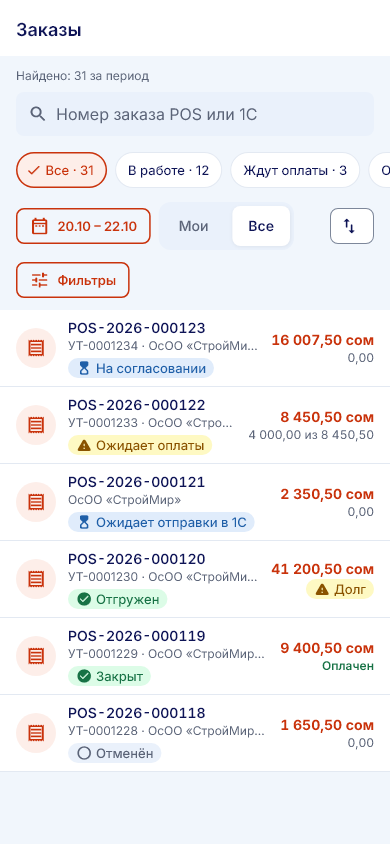 Заказы
Найдено: 31 за период
Номер заказа POS или 1С
Все · 31
В работе · 12
Ждут оплаты · 3
20.10 – 22.10
Мои
Все
Фильтры
POS-2026-000123
УТ-0001234 · ОсОО «СтройМи...
16 007,50 сом
0,00
На согласовании
POS-2026-000122
УТ-0001233 · ОсОО «Стро...
8 450,50 сом
4 000,00 из 8 450,50
Ожидает оплаты
POS-2026-000121
ОсОО «СтройМир»
2 350,50 сом
0,00
Ожидает отправки в 1С
POS-2026-000120
УТ-0001230 · ОсОО «СтройМи...
41 200,50 сом
Долг
Отгружен
POS-2026-000119
УТ-0001229 · ОсОО «СтройМир...
9 400,50 сом
Оплачен
Закрыт
POS-2026-000118
УТ-0001228 · ОсОО «СтройМир...
1 650,50 сом
0,00
Отменён